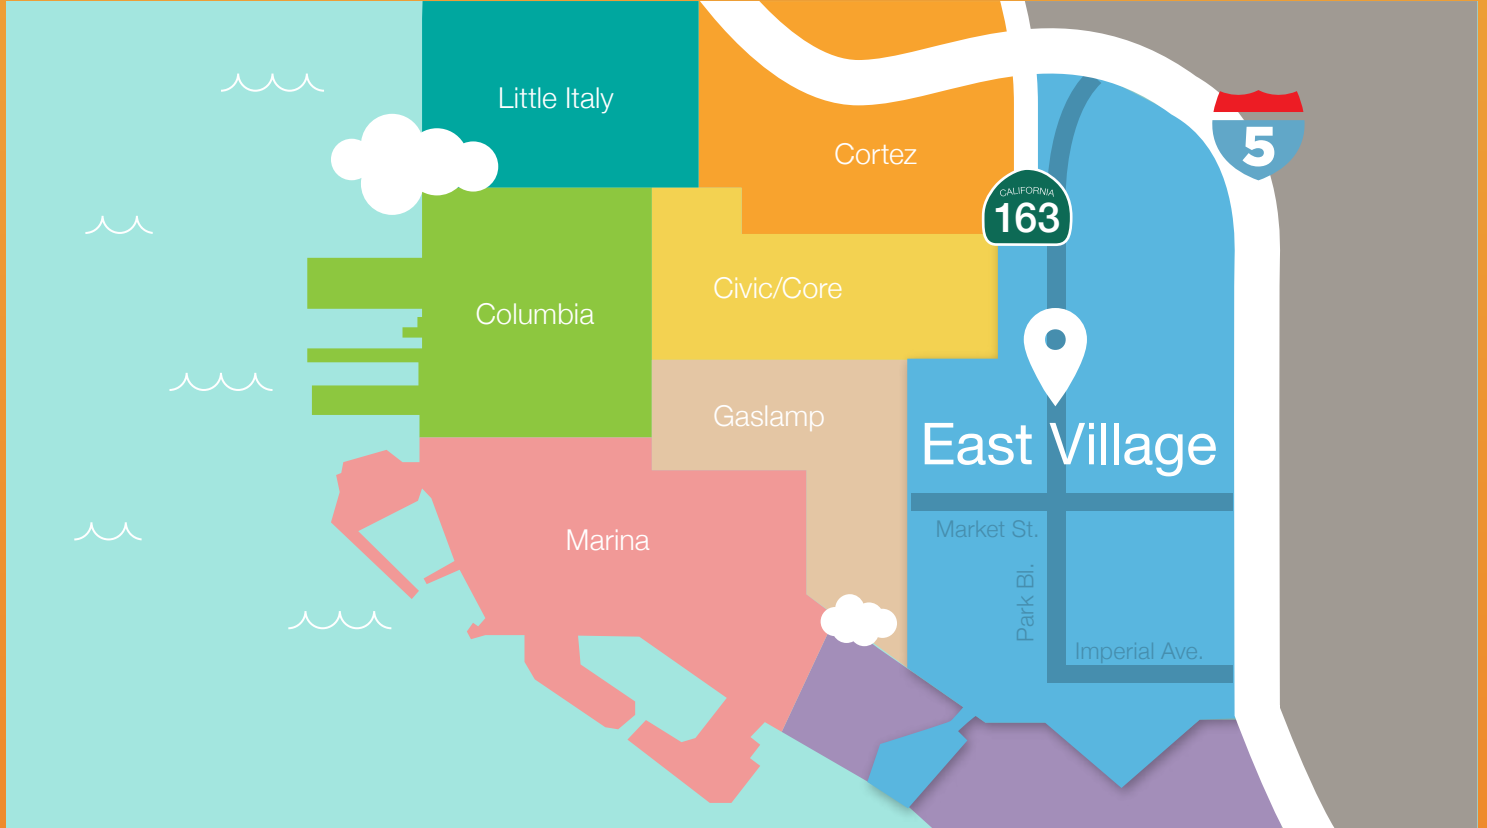 Little Italy
Cortez
5
CALIFORNIA
163
Civic/Core
Columbia
Gaslamp
East Village
Market St.
Marina
Park Bl.
Imperial Ave.